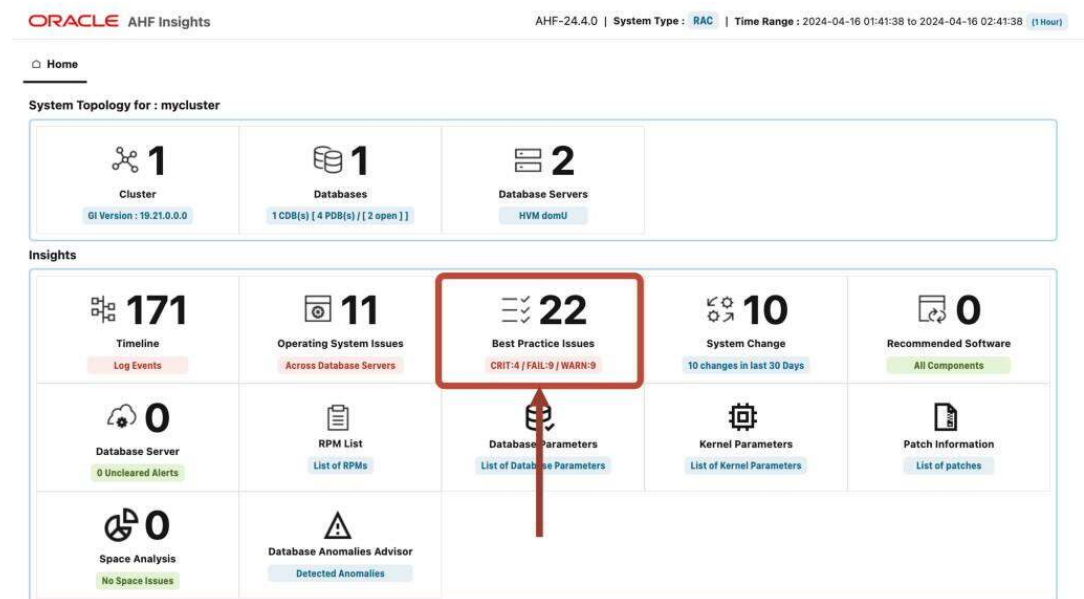 ORACLE AHF Insights
AHF-24.4.0 | System Type : RAC | Time Range : 2024-04-16 01:41:38 to 2024-04-16 02:41:38 (1 Hour)
Home
System Topology for : mycluster
1
Cluster
GI Version : 19.21.0.0.0
1
Databases
1 CDB(s) [ 4 PDB(s) / [ 2 open ] ]
2
Database Servers
HVM domU
Insights
171
Timeline
Log Events
11
Operating System Issues
Across Database Servers
22
Best Practice Issues
CRIT:4 / FAIL:9 / WARN:9
10
System Change
10 changes in last 30 Days
0
Recommended Software
All Components
0
Database Server
0 Uncleared Alerts
RPM List
List of RPMs
Database Parameters
List of Database Parameters
Kernel Parameters
List of Kernel Parameters
Patch Information
List of patches
0
Space Analysis
No Space Issues
Database Anomalies Advisor
Detected Anomalies